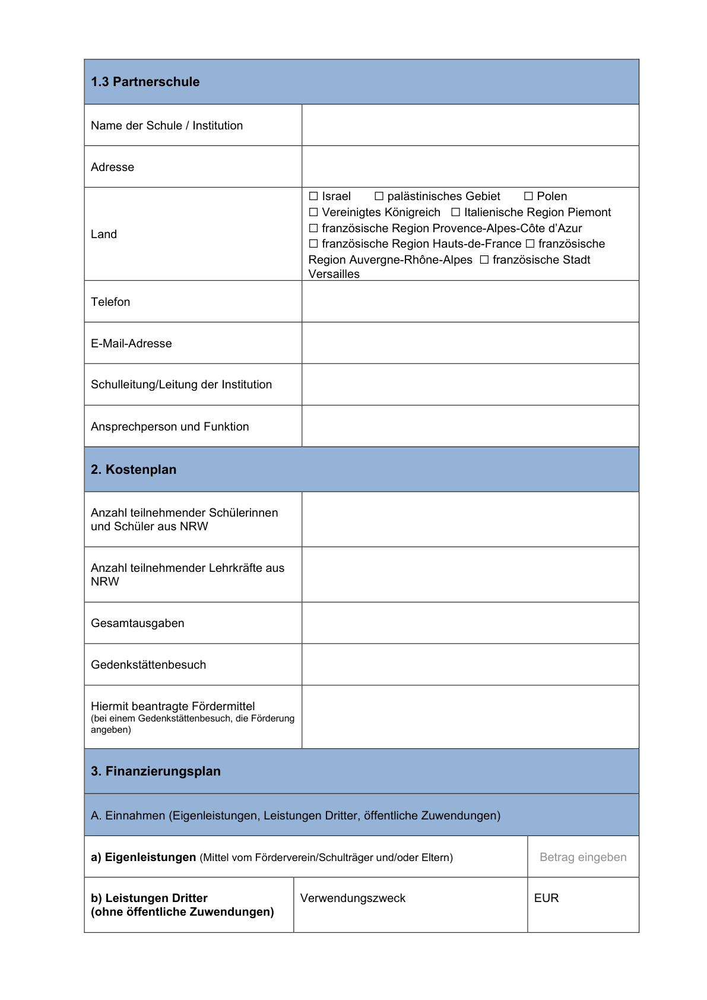 1.3 Partnerschule
Name der Schule / Institution
Adresse
Land
☐ Israel ☐ palästinisches Gebiet ☐ Polen
☐ Vereinigtes Königreich ☐ Italienische Region Piemont
☐ französische Region Provence-Alpes-Côte d’Azur
☐ französische Region Hauts-de-France ☐ französische
Region Auvergne-Rhône-Alpes ☐ französische Stadt
Versailles
Telefon
E-Mail-Adresse
Schulleitung/Leitung der Institution
Ansprechperson und Funktion
2. Kostenplan
Anzahl teilnehmender Schülerinnen
und Schüler aus NRW
Anzahl teilnehmender Lehrkräfte aus
NRW
Gesamtausgaben
Gedenkstättenbesuch
Hiermit beantragte Fördermittel
(bei einem Gedenkstättenbesuch, die Förderung
angeben)
3. Finanzierungsplan
A. Einnahmen (Eigenleistungen, Leistungen Dritter, öffentliche Zuwendungen)
a) Eigenleistungen (Mittel vom Förderverein/Schulträger und/oder Eltern)
Betrag eingeben
b) Leistungen Dritter
(ohne öffentliche Zuwendungen)
Verwendungszweck
EUR